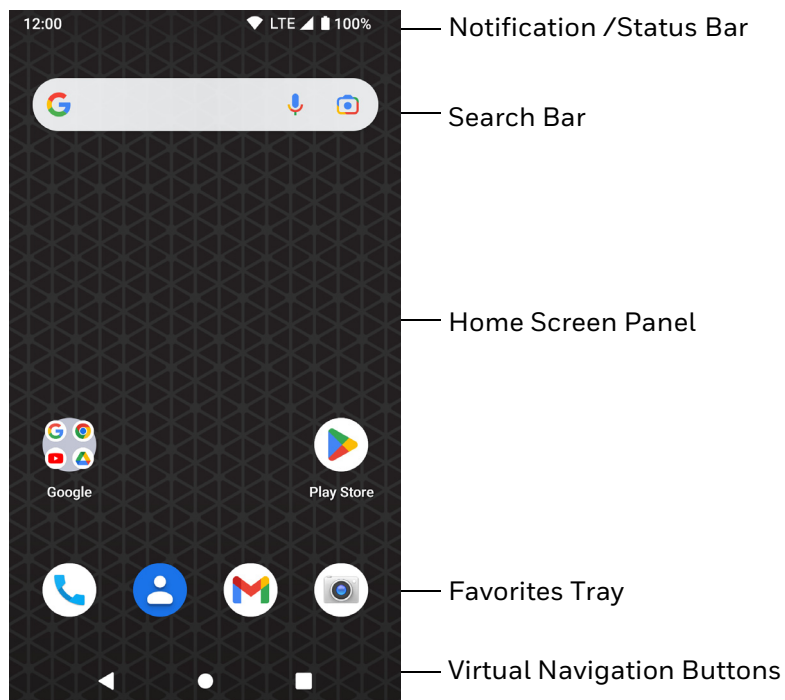 12:00 LTE 100%
Notification /Status Bar
Search Bar
Home Screen Panel
Google
Play Store
Favorites Tray
Virtual Navigation Buttons